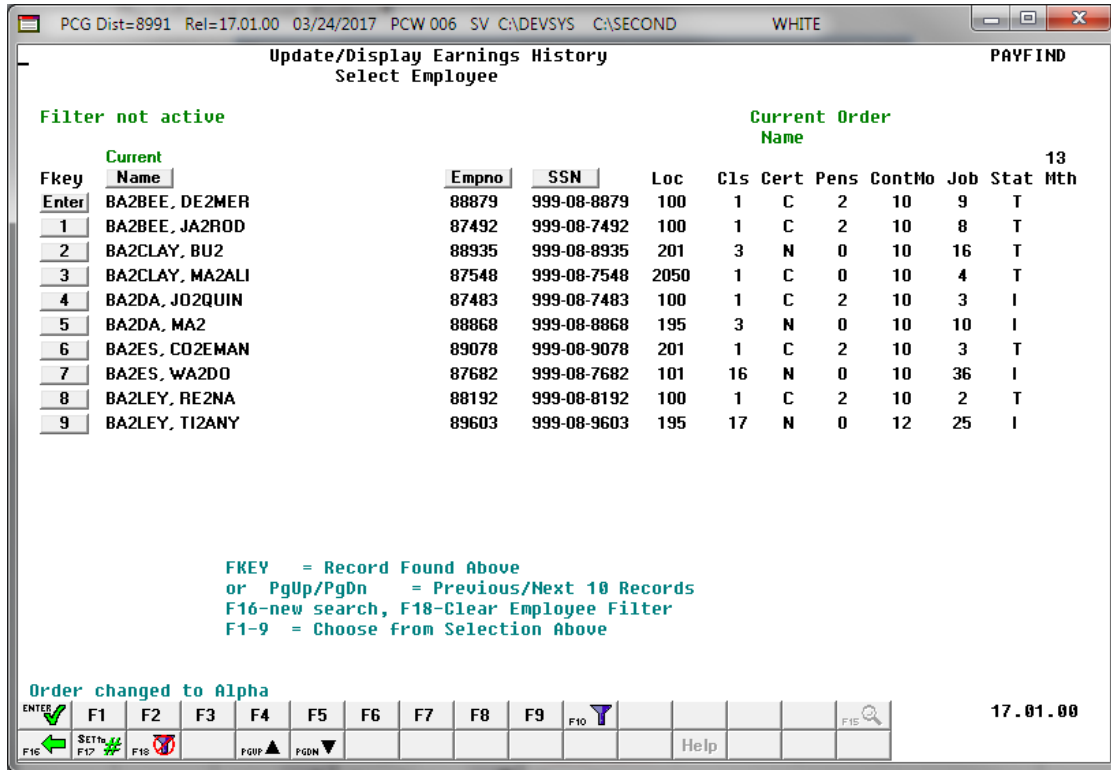 PCG Dist=8991 Rel=17.01.00 03/24/2017 PCW 006 SV C:\DEVSYS C:\SECOND WHITE
Update/Display Earnings History PAYFIND
Select Employee
Filter not active Current Order
Name
Current 13
Fkey Name Empno SSN Loc Cls Cert Pens ContMo Job Stat Mth
Enter BA2BEE, DE2MER 88879 999-08-8879 100 1 C 2 10 9 T
1 BA2BEE, JA2ROD 87492 999-08-7492 100 1 C 2 10 8 T
2 BA2CLAY, BU2 88935 999-08-8935 201 3 N 0 10 16 T
3 BA2CLAY, MA2ALI 87548 999-08-7548 2050 1 C 0 10 4 T
4 BA2DA, JO2QUIN 87483 999-08-7483 100 1 C 2 10 3 I
5 BA2DA, MA2 88868 999-08-8868 195 3 N 0 10 10 I
6 BA2ES, CO2EMAN 89078 999-08-9078 201 1 C 2 10 3 T
7 BA2ES, WA2DO 87682 999-08-7682 101 16 N 0 10 36 I
8 BA2LEY, RE2NA 88192 999-08-8192 100 1 C 2 10 2 T
9 BA2LEY, TI2ANY 89603 999-08-9603 195 17 N 0 12 25 I
FKEY = Record Found Above
or PgUp/PgDn = Previous/Next 10 Records
F16-new search, F18-Clear Employee Filter
F1-9 = Choose from Selection Above
Order changed to Alpha
ENTER F1 F2 F3 F4 F5 F6 F7 F8 F9 F10 F15 17.01.00
F16 SETTo F17 # F18 PGUP PGDN Help